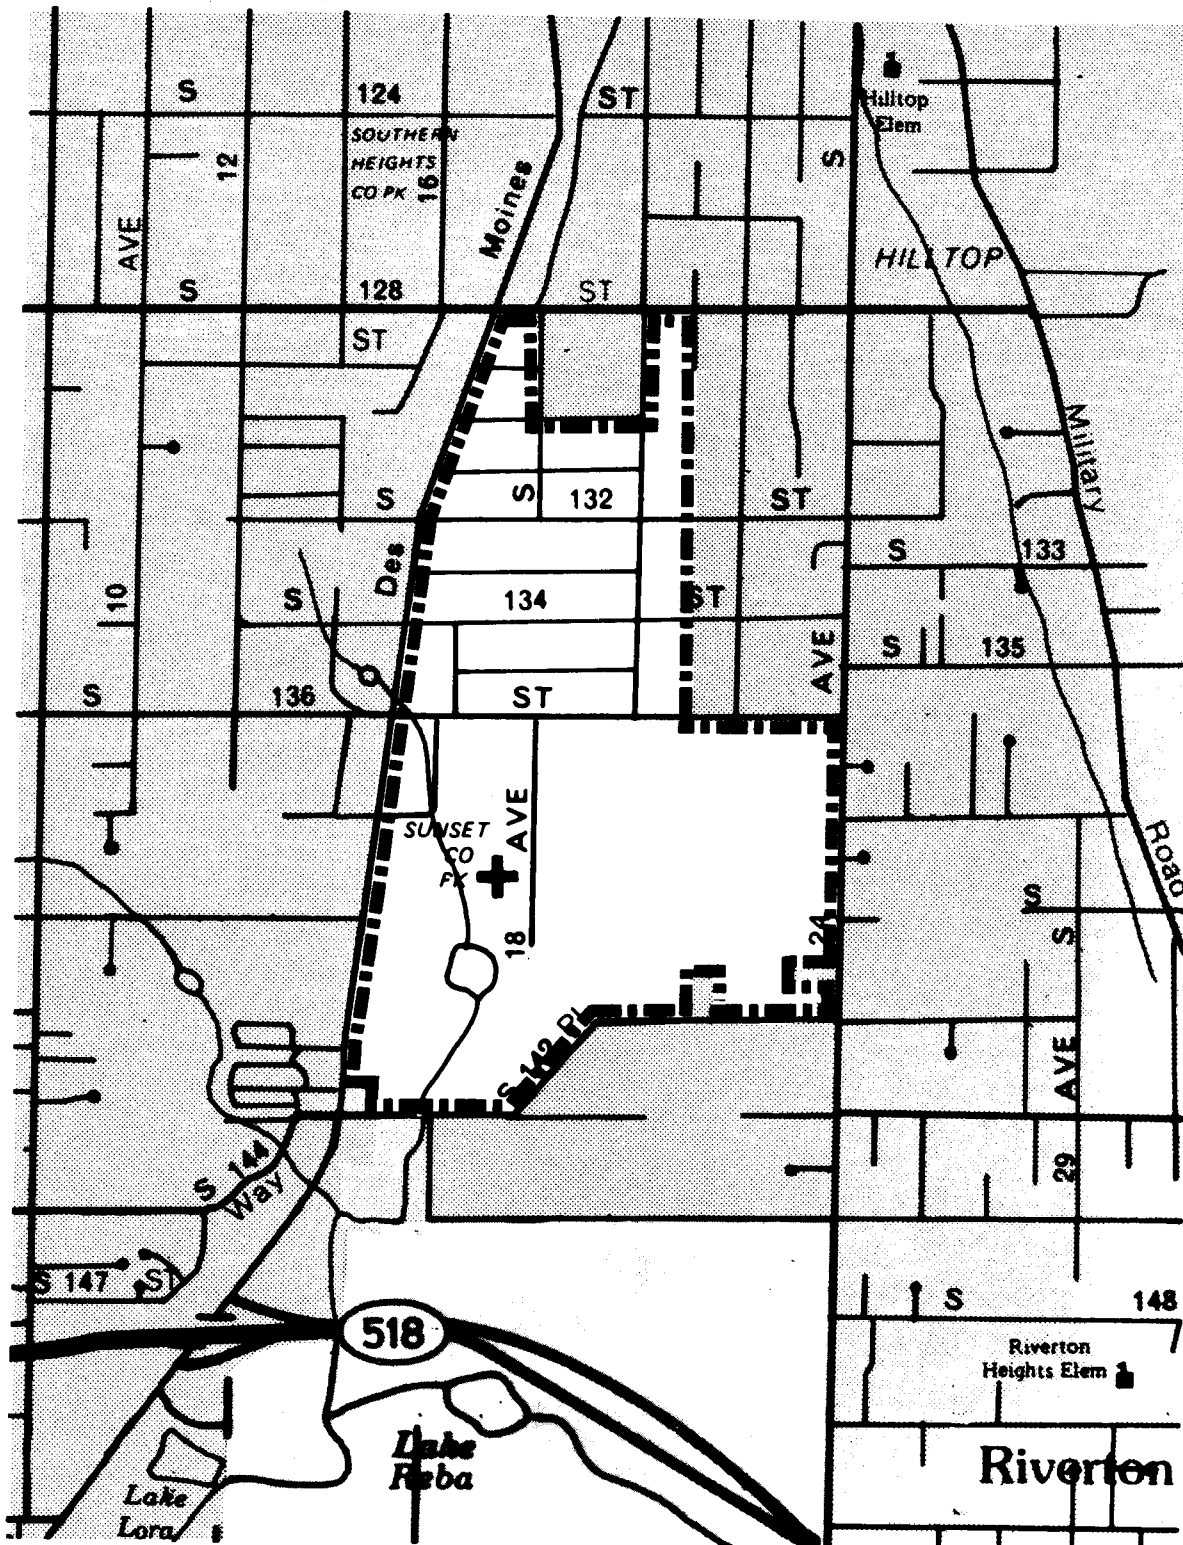 S 124 ST
Hilltop
Elem
SOUTHERN
HEIGHTS
CO PK
12
16
Moines
S
AVE
HILLTOP
S 128 ST
ST
Military
S 132 ST
S
Des
S 133
10
S 134 ST
AVE
S 135
S 136 ST
SUNSET
CO
PK
AVE
18
24
Road
S
S
S 142 PL
AVE
29
S 144
Way
S 147 ST
S 148
518
Riverton
Heights Elem
Lake
Reba
Riverton
Lake
Lora